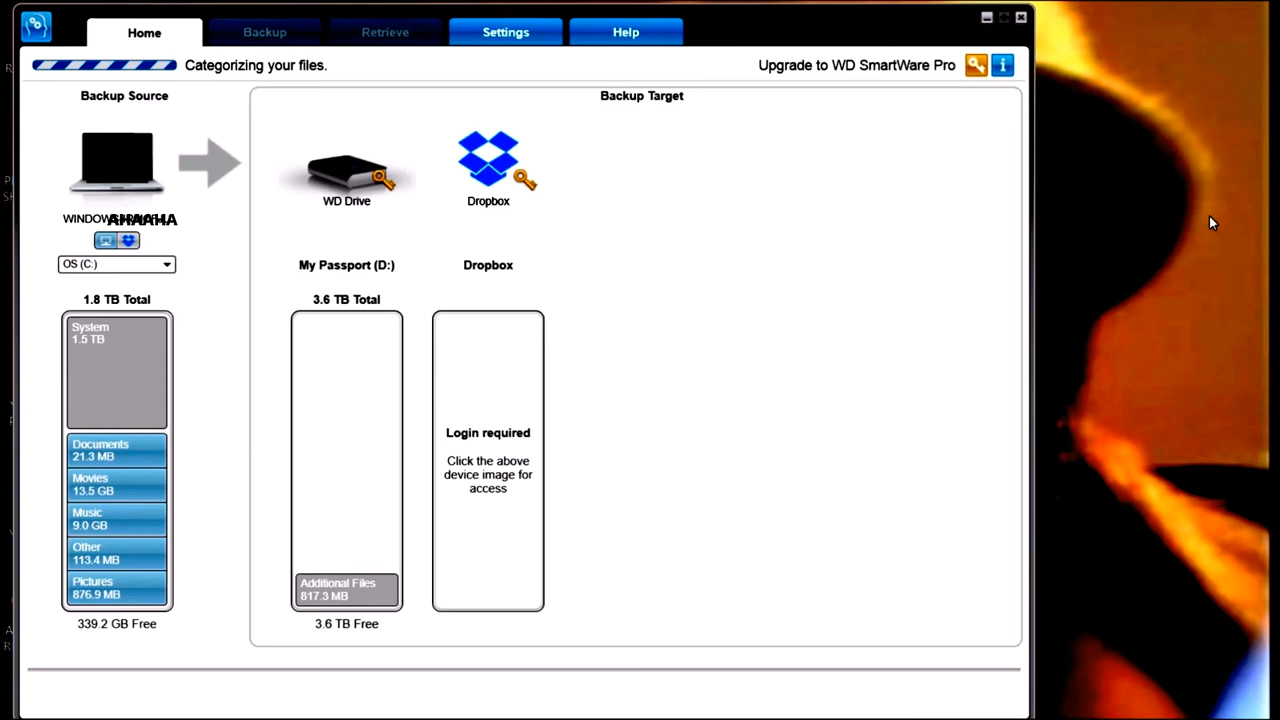 Home
Backup
Retrieve
Settings
Help
Categorizing your files.
Upgrade to WD SmartWare Pro
Backup Source
Backup Target
AHAAHA
WD Drive
Dropbox
OS (C:)
My Passport (D:)
Dropbox
1.8 TB Total
3.6 TB Total
System
1.5 TB
Documents
21.3 MB
Movies
13.5 GB
Music
9.0 GB
Other
113.4 MB
Pictures
876.9 MB
Login required
Click the above
device image for
access
Additional Files
817.3 MB
339.2 GB Free
3.6 TB Free